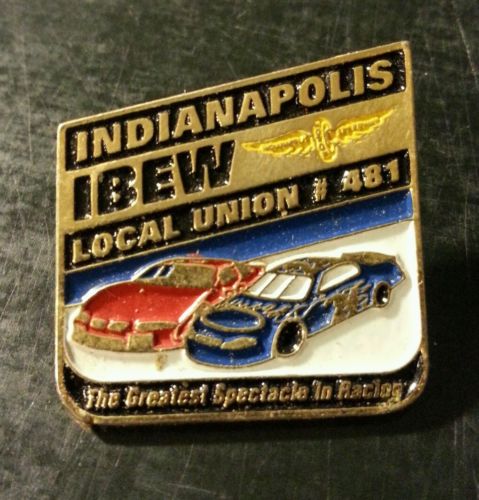 INDIANAPOLIS
IBEW
LOCAL UNION # 481
The Greatest Spectacle in Racing